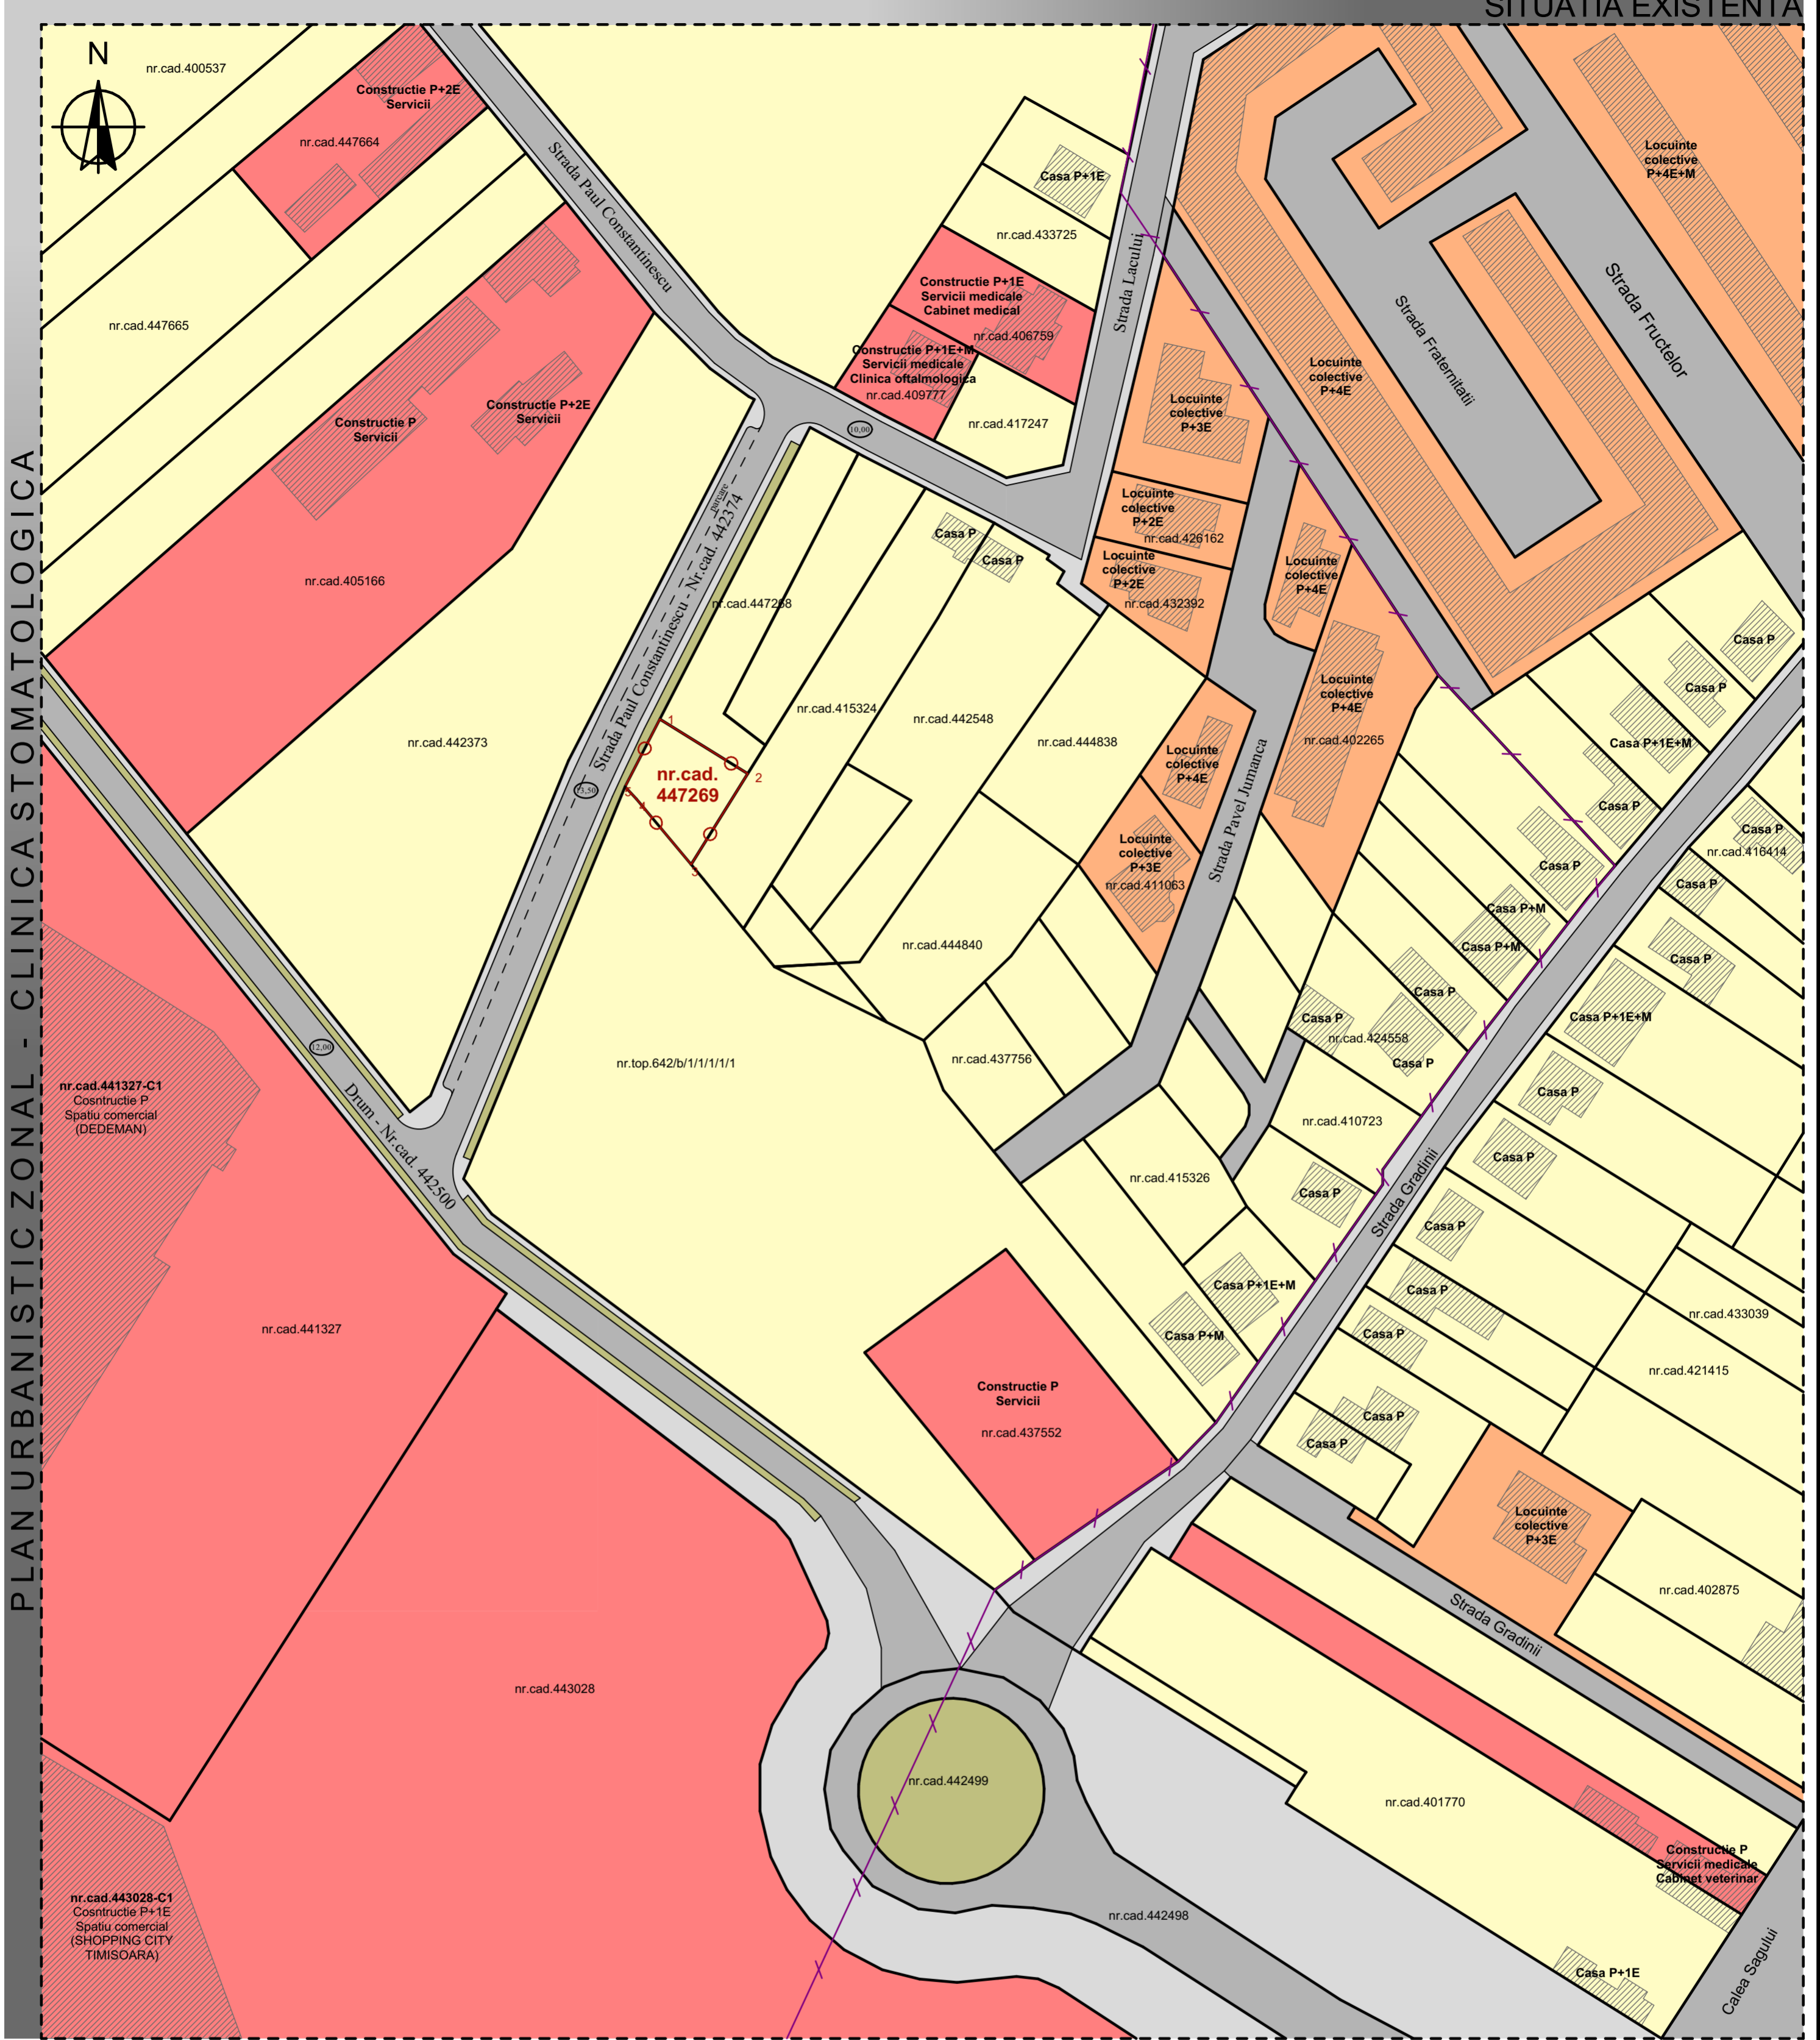 SITUATIA EXISTENTA
PLAN URBANISTIC ZONAL - CLINICA STOMATOLOGICA
N
nr.cad.400537
Constructie P+2E
Servicii
nr.cad.447664
Strada Paul Constantinescu
nr.cad.447665
Casa P+1E
nr.cad.433725
Constructie P+1E
Servicii medicale
Cabinet medical
nr.cad.406759
Constructie P+1E+M
Servicii medicale
Clinica oftalmologica
nr.cad.409777
nr.cad.417247
Strada Lacului
Locuinte
colective
P+4E+M
Strada Fructelor
Strada Fraternitatii
Locuinte
colective
P+4E
Locuinte
colective
P+3E
Constructie P
Servicii
Constructie P+2E
Servicii
10,00
parcare
Strada Paul Constantinescu - Nr.cad. 442374
Locuinte
colective
P+2E
nr.cad.426162
Locuinte
colective
P+2E
nr.cad.432392
Locuinte
colective
P+4E
Casa P
Casa P
nr.cad.405166
nr.cad.447268
nr.cad.415324
nr.cad.442548
nr.cad.444838
nr.cad.442373
1
2
3
4
5
nr.cad.
447269
13,50
Locuinte
colective
P+4E
nr.cad.402265
Locuinte
colective
P+4E
Locuinte
colective
P+3E
nr.cad.411063
Strada Pavel Jumanca
Casa P
Casa P
Casa P+1E+M
Casa P
Casa P
nr.cad.416414
Casa P
Casa P
Casa P+M
Casa P+M
Casa P
Casa P
Casa P+1E+M
nr.cad.444840
Casa P
nr.cad.424558
Casa P
nr.cad.437756
nr.top.642/b/1/1/1/1/1
12,00
Drum - Nr.cad. 442500
nr.cad.441327-C1
Cosntructie P
Spatiu comercial
(DEDEMAN)
Casa P
nr.cad.410723
Casa P
nr.cad.415326
Casa P
Strada Gradinii
Casa P
Casa P+1E+M
Casa P
Casa P+M
Casa P
nr.cad.433039
nr.cad.441327
nr.cad.421415
Constructie P
Servicii
nr.cad.437552
Casa P
Casa P
Locuinte
colective
P+3E
nr.cad.402875
Strada Gradinii
nr.cad.443028
nr.cad.442499
nr.cad.401770
Constructie P
Servicii medicale
Cabinet veterinar
nr.cad.443028-C1
Cosntructie P+1E
Spatiu comercial
(SHOPPING CITY
TIMISOARA)
nr.cad.442498
Casa P+1E
Calea Sagului